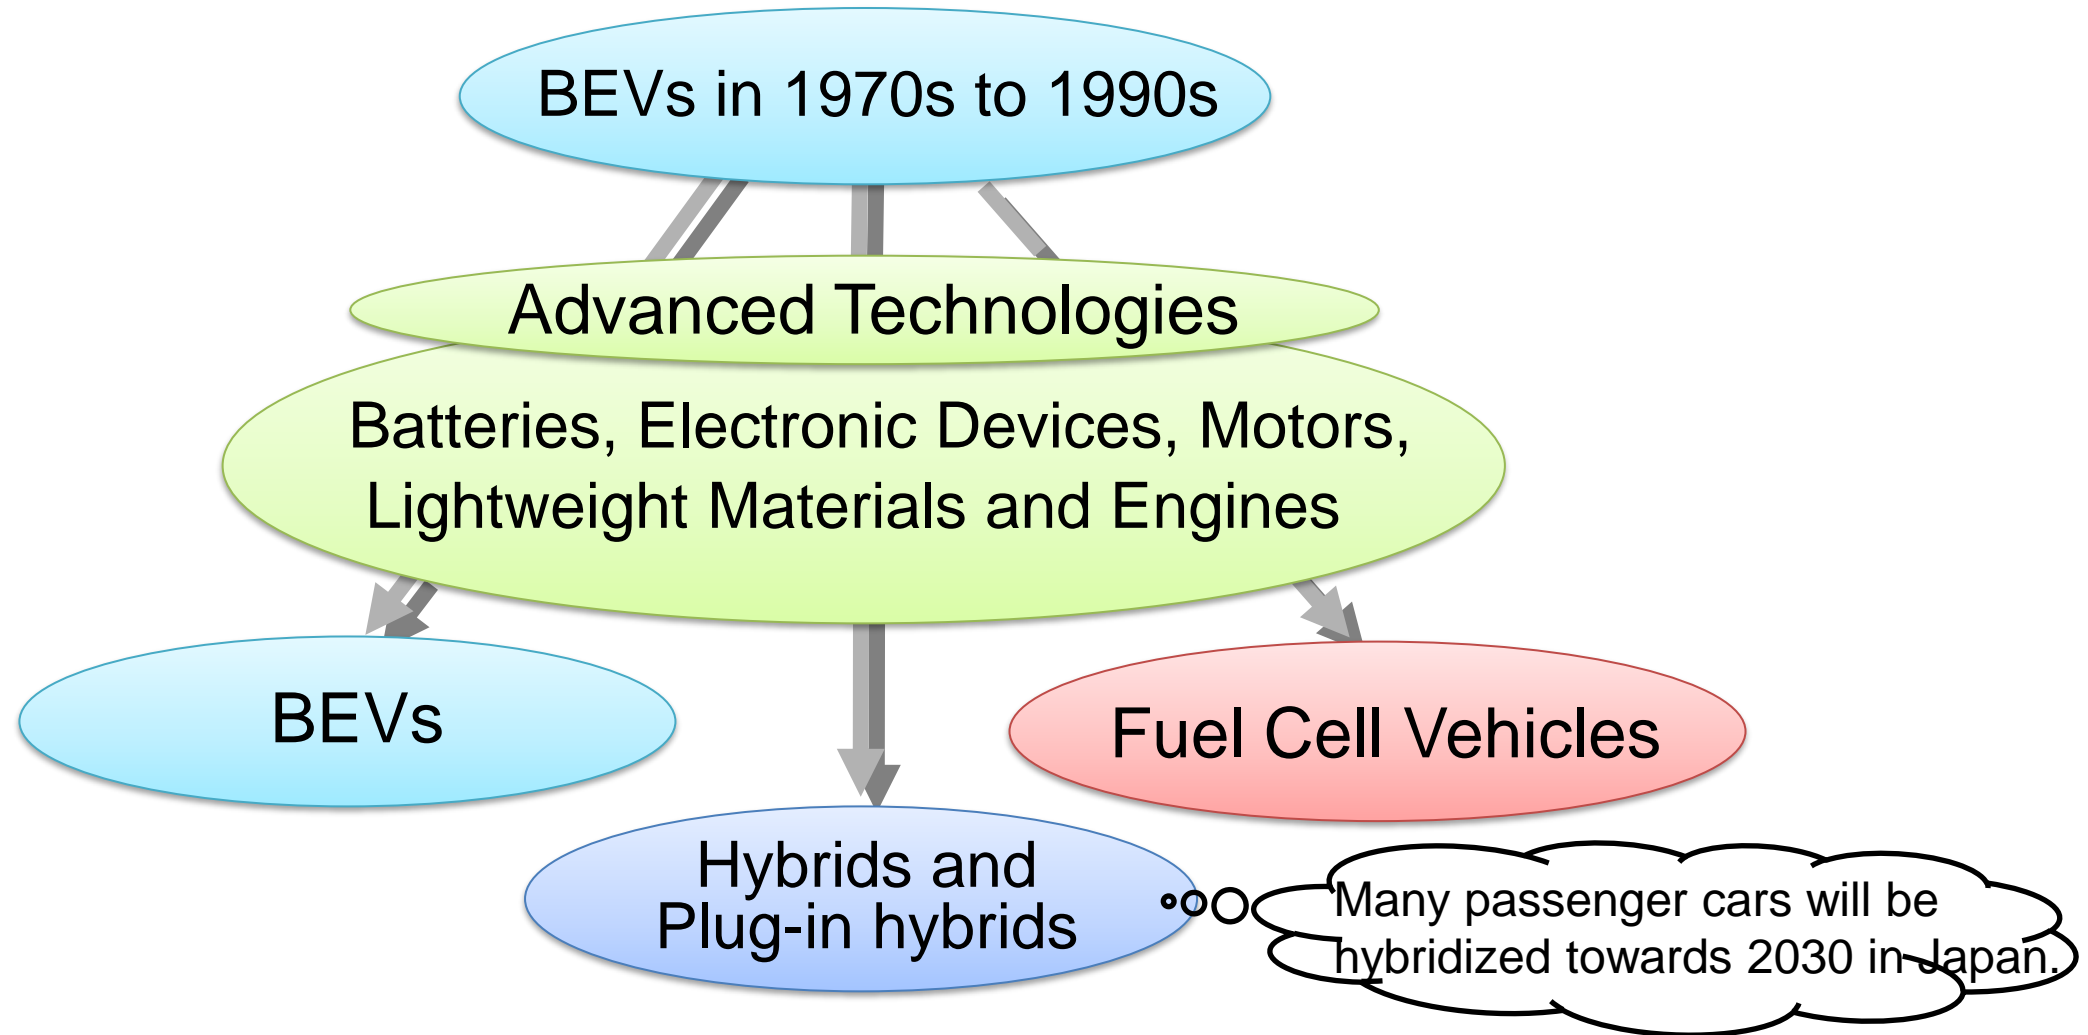 BEVs in 1970s to 1990s
Advanced Technologies
Batteries, Electronic Devices, Motors,
Lightweight Materials and Engines
BEVs
Fuel Cell Vehicles
Hybrids and
Plug-in hybrids
Many passenger cars will be
hybridized towards 2030 in Japan.